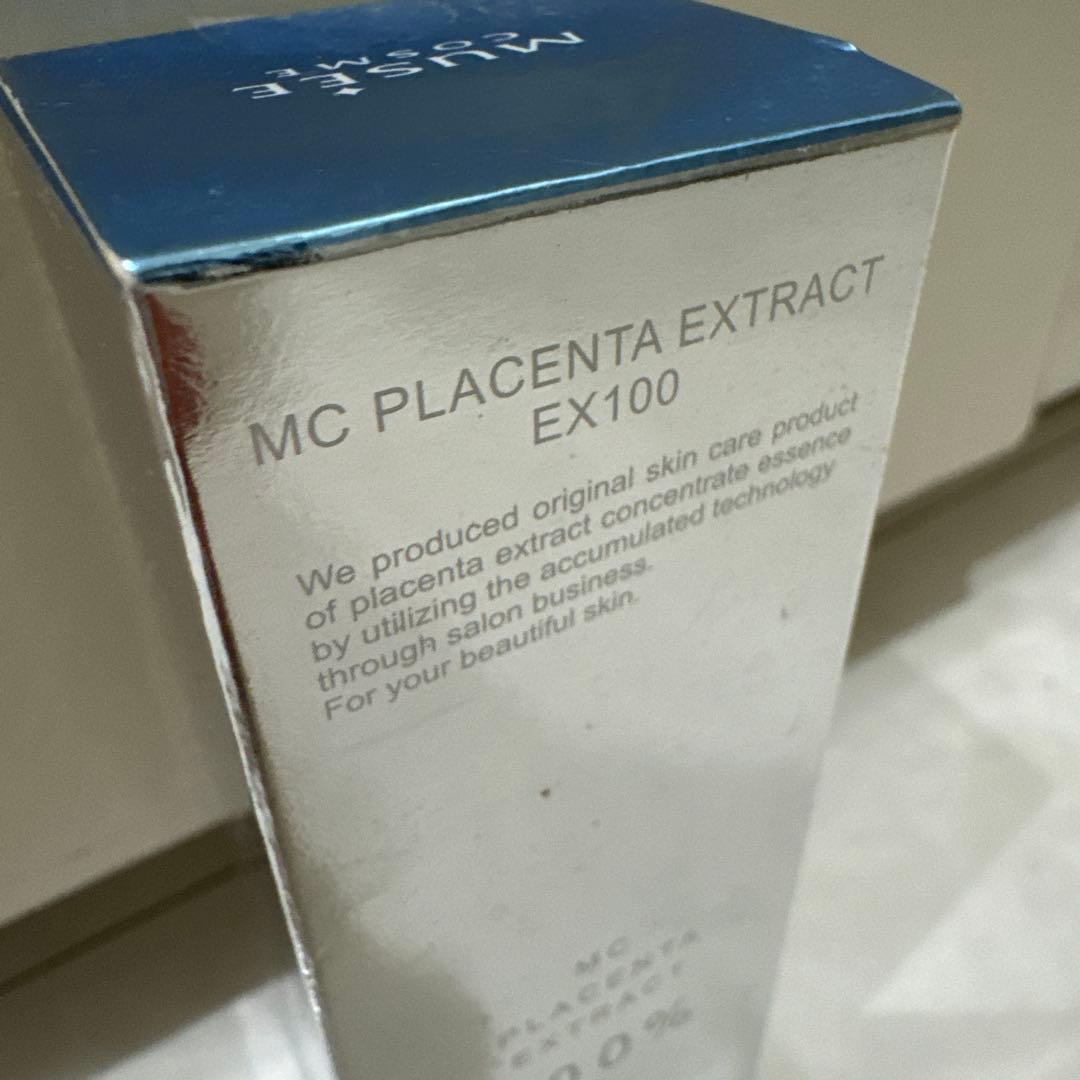 MUSÉE
COSME
MC PLACENTA EXTRACT
EX100
We produced original skin care product
of placenta extract concentrate essence
by utilizing the accumulated technology
through salon business.
For your beautiful skin.
MC
PLACENTA
EXTRACT